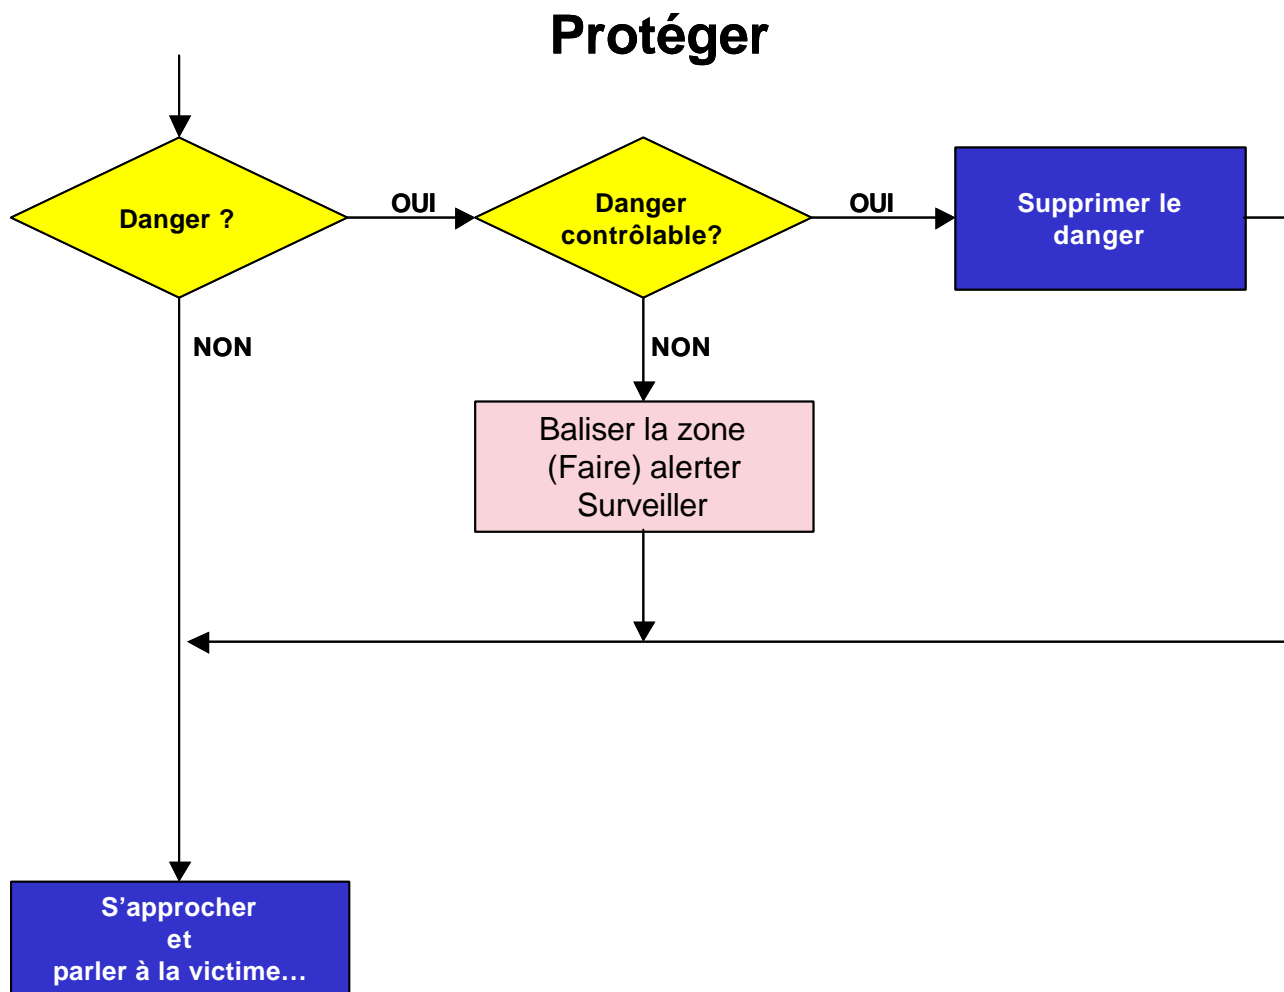 Protéger
Danger ?
OUI
Danger
contrôlable?
OUI
Supprimer le
danger
NON
NON
Baliser la zone
(Faire) alerter
Surveiller
S’approcher
et
parler à la victime…